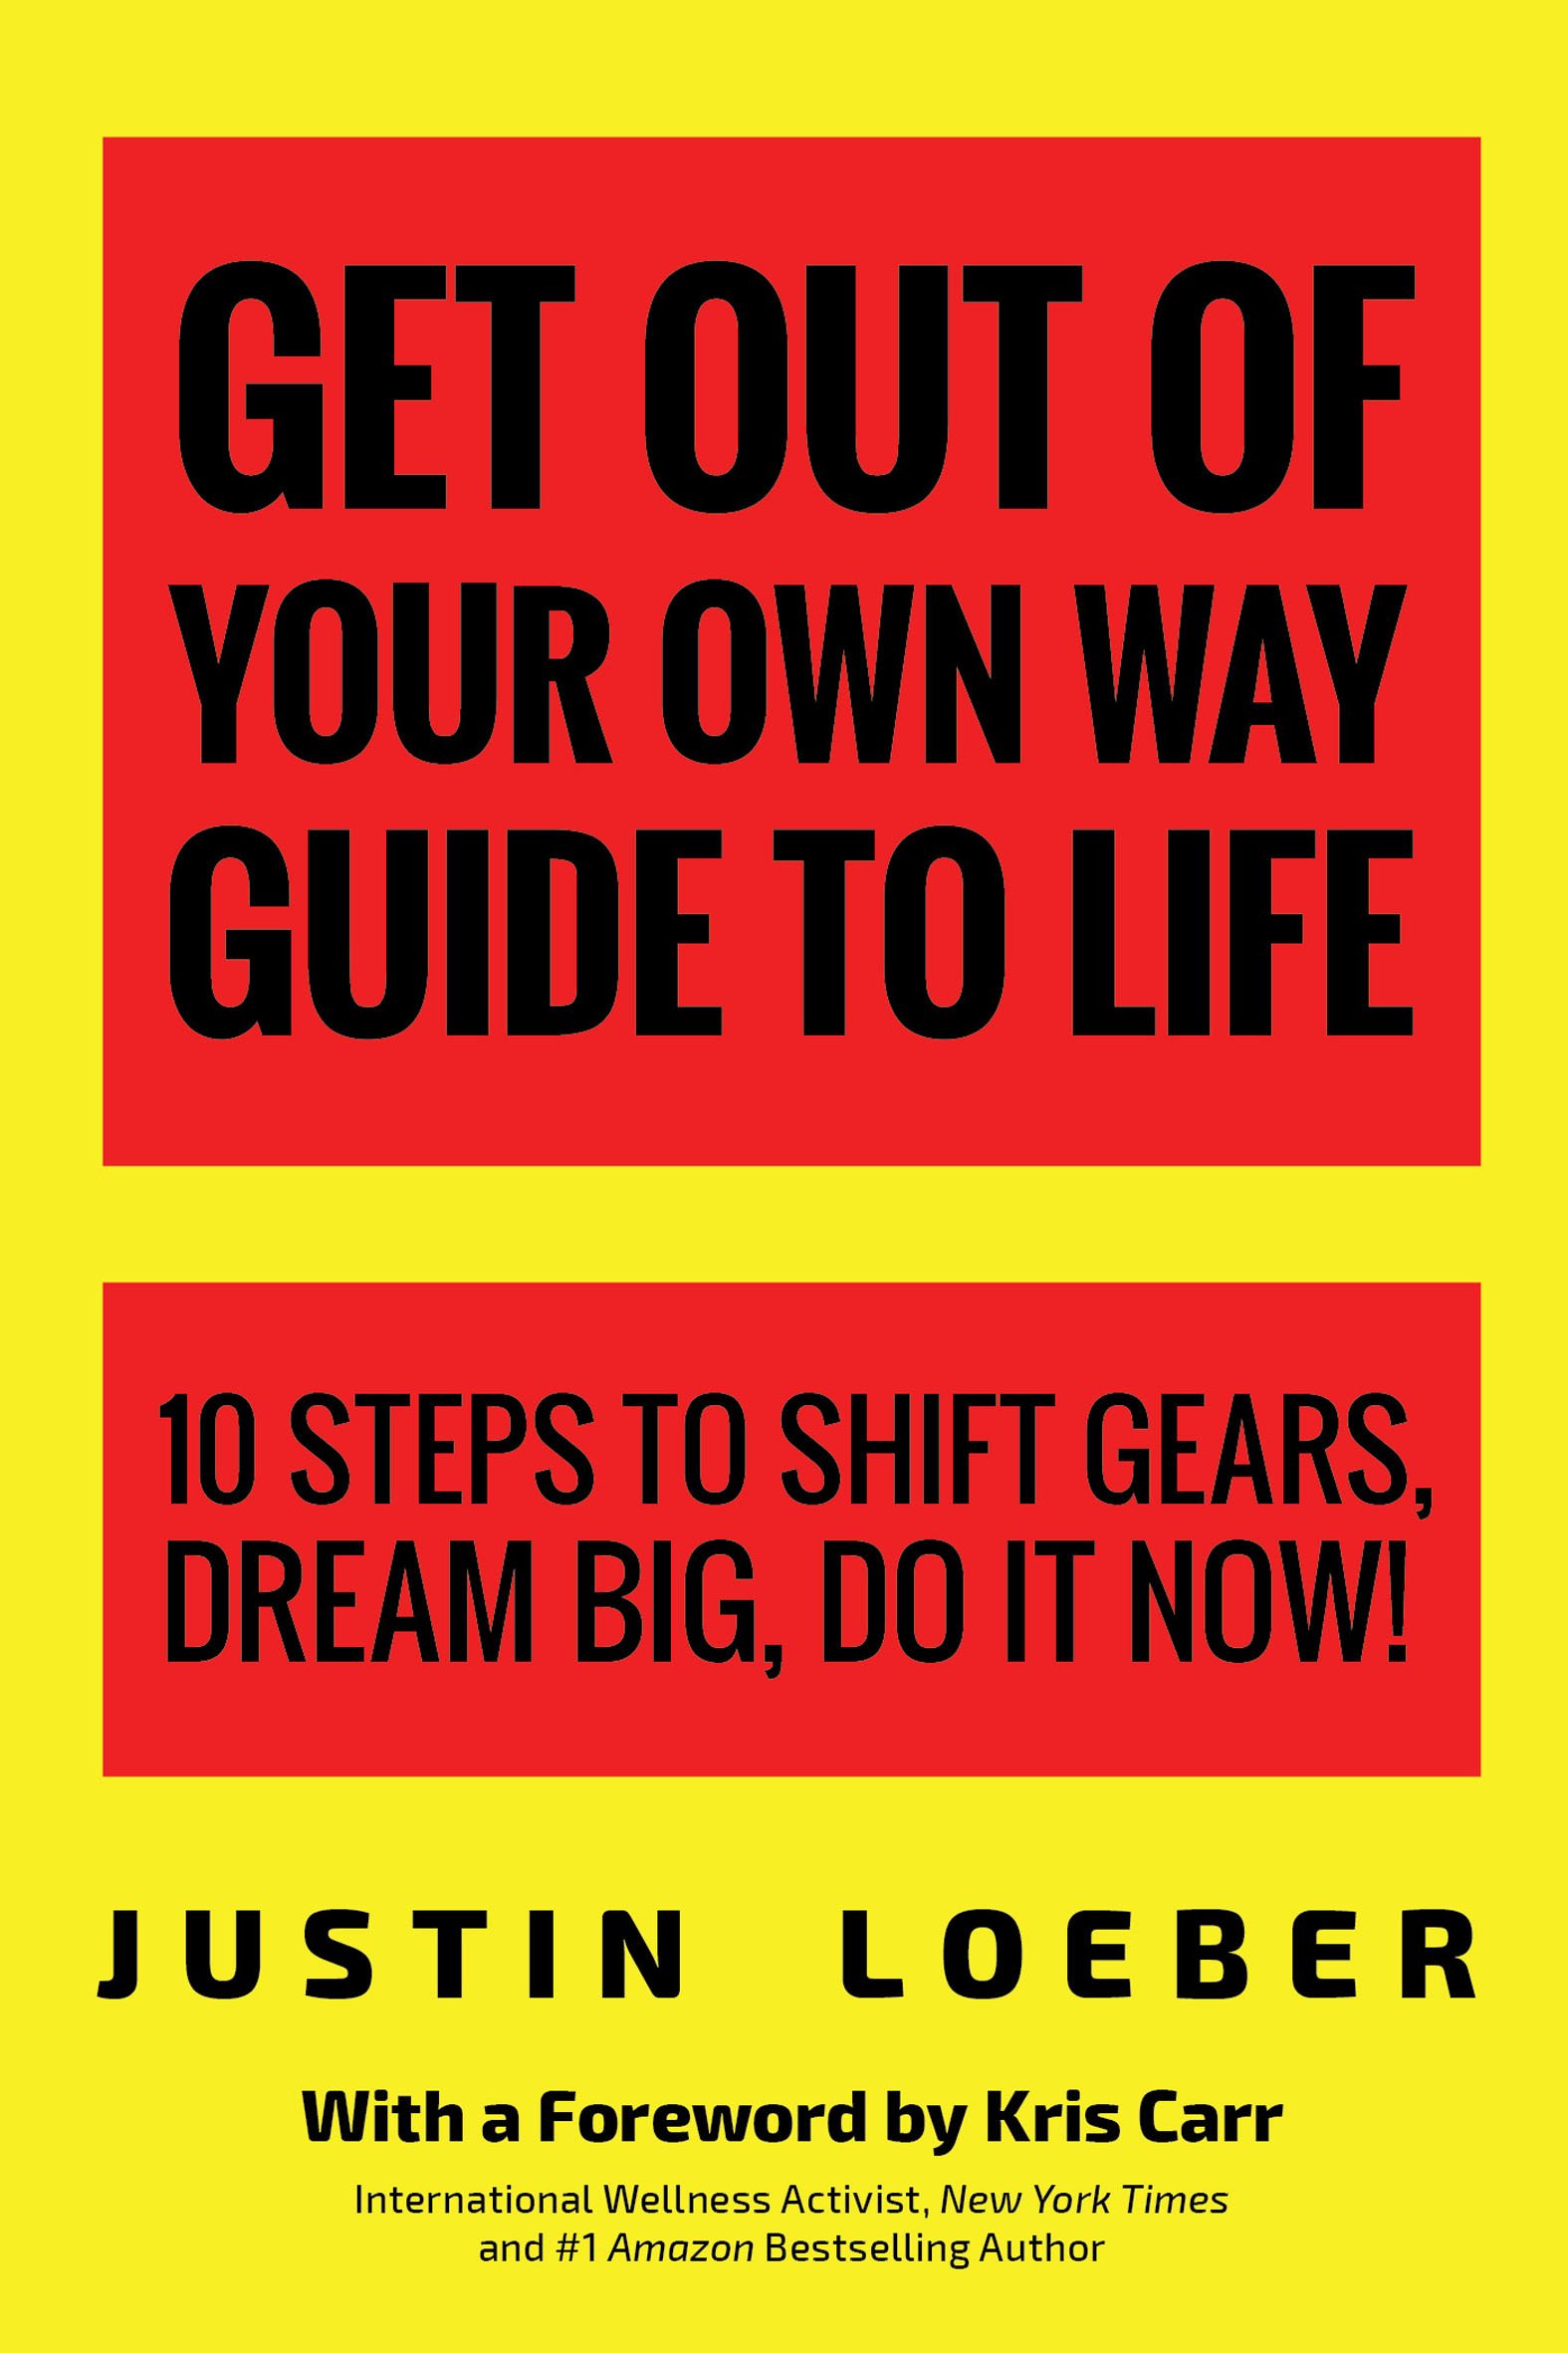 GET OUT OF
YOUR OWN WAY
GUIDE TO LIFE
10 STEPS TO SHIFT GEARS,
DREAM BIG, DO IT NOW!
JUSTIN LOEBER
With a Foreword by Kris Carr
International Wellness Activist, New York Times
and #1 Amazon Bestselling Author